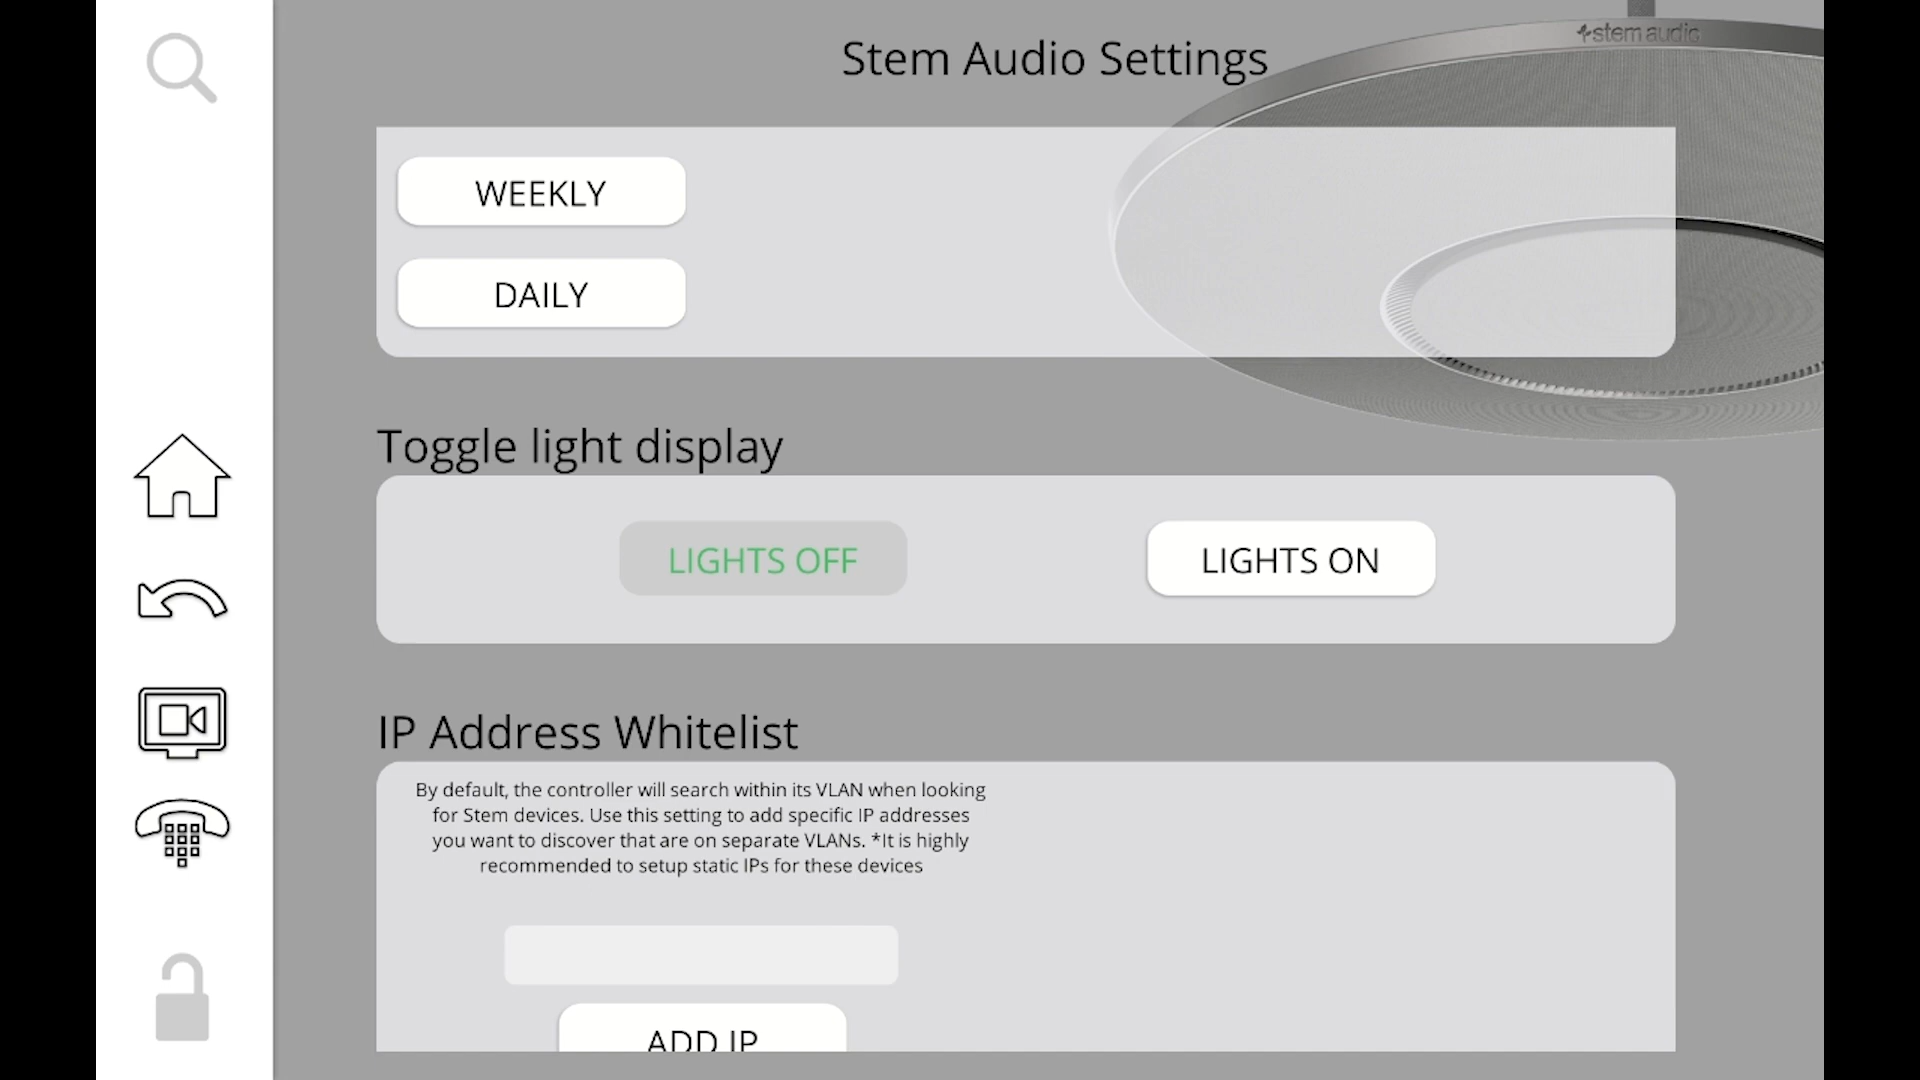 stem audio
Stem Audio Settings
WEEKLY
DAILY
Toggle light display
LIGHTS OFF
LIGHTS ON
IP Address Whitelist
By default, the controller will search within its VLAN when looking
for Stem devices. Use this setting to add specific IP addresses
you want to discover that are on separate VLANs. *It is highly
recommended to setup static IPs for these devices
ADD IP